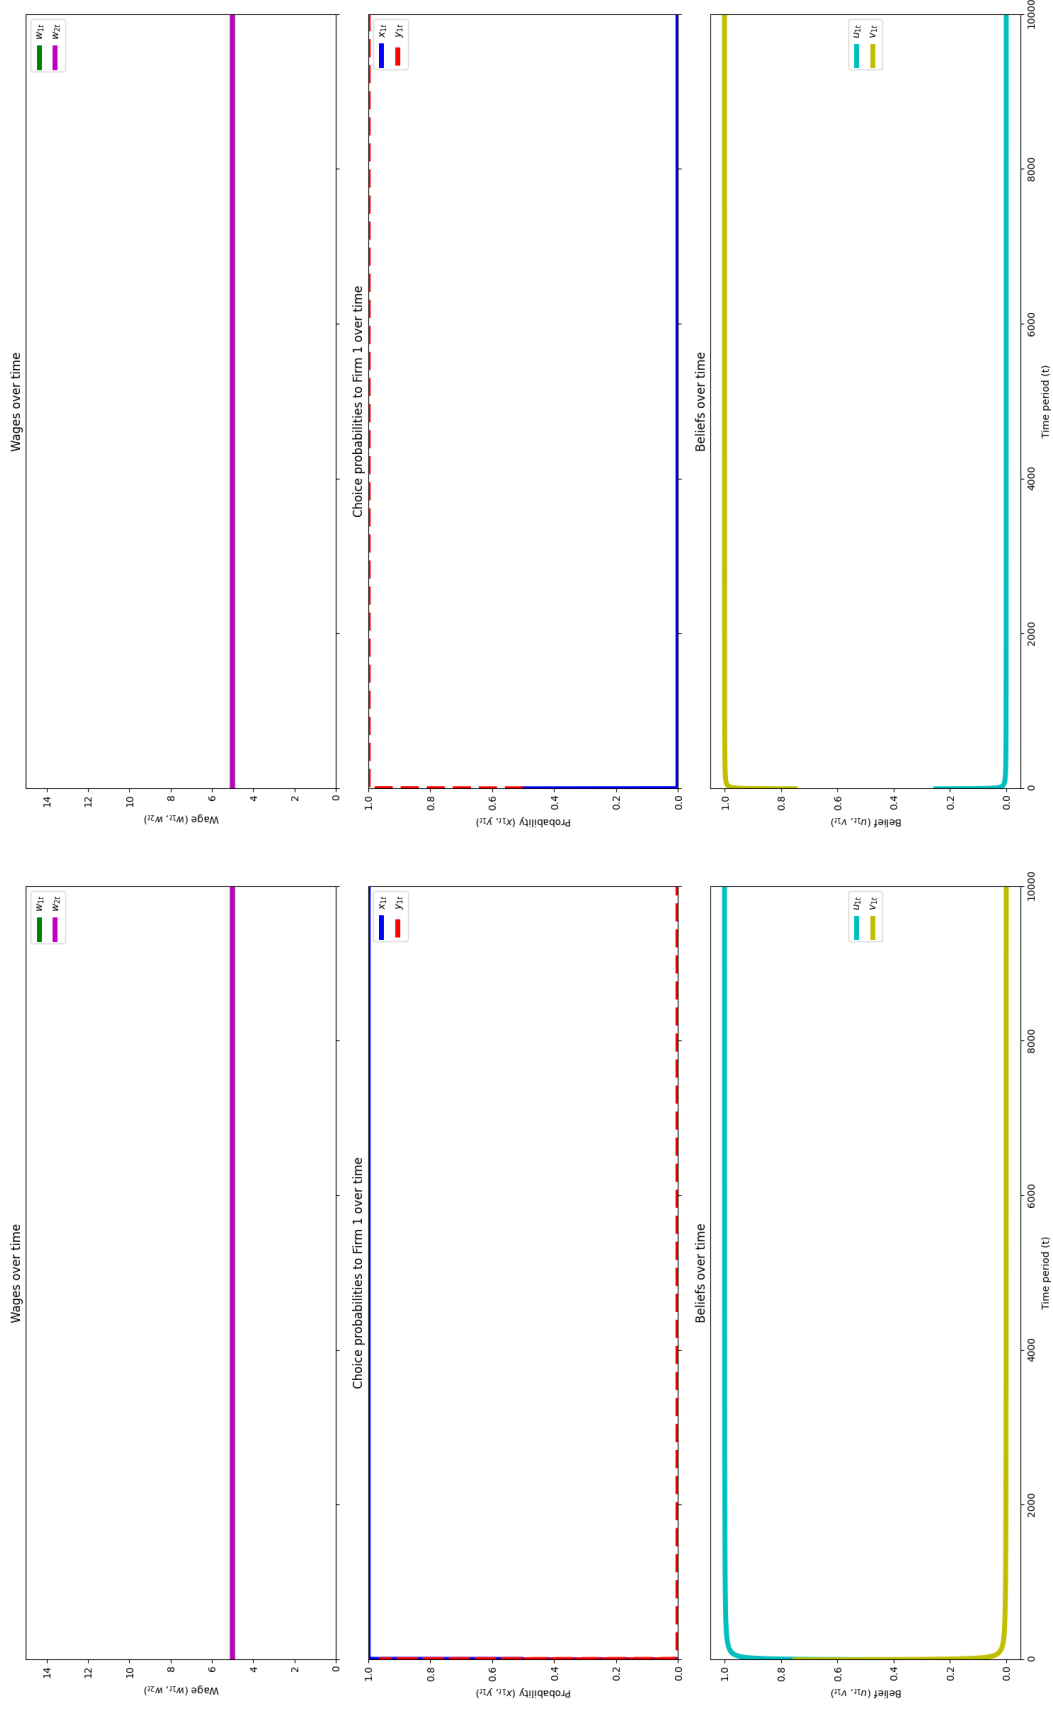 Wages over time
Wage (w₁ₜ, w₂ₜ)
14
12
10
8
6
4
2
0
w₁ₜ
w₂ₜ
Choice probabilities to Firm 1 over time
Probability (x₁ₜ, y₁ₜ)
1.0
0.8
0.6
0.4
0.2
0.0
x₁ₜ
y₁ₜ
Beliefs over time
Belief (u₁ₜ, v₁ₜ)
1.0
0.8
0.6
0.4
0.2
0.0
u₁ₜ
v₁ₜ
0 2000 4000 6000 8000 10000
Time period (t)
Wages over time
Wage (w₁ₜ, w₂ₜ)
14
12
10
8
6
4
2
0
w₁ₜ
w₂ₜ
Choice probabilities to Firm 1 over time
Probability (x₁ₜ, y₁ₜ)
1.0
0.8
0.6
0.4
0.2
0.0
x₁ₜ
y₁ₜ
Beliefs over time
Belief (u₁ₜ, v₁ₜ)
1.0
0.8
0.6
0.4
0.2
0.0
u₁ₜ
v₁ₜ
0 2000 4000 6000 8000 10000
Time period (t)